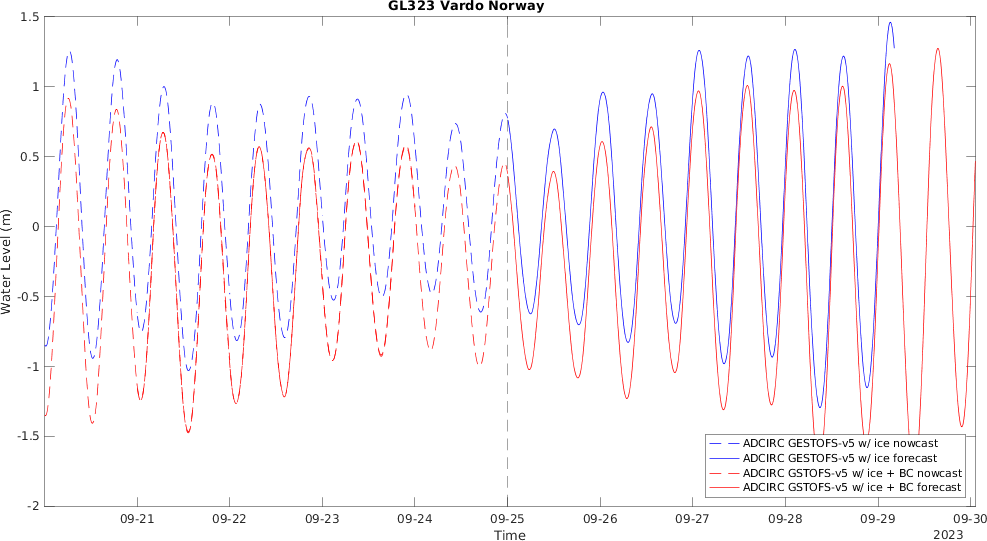 GL323 Vardo Norway
1.5
1
0.5
0
-0.5
-1
-1.5
-2
Water Level (m)
09-21
09-22
09-23
09-24
09-25
09-26
09-27
09-28
09-29
09-30
Time
2023
ADCIRC GESTOFS-v5 w/ ice nowcast
ADCIRC GESTOFS-v5 w/ ice forecast
ADCIRC GSTOFS-v5 w/ ice + BC nowcast
ADCIRC GSTOFS-v5 w/ ice + BC forecast